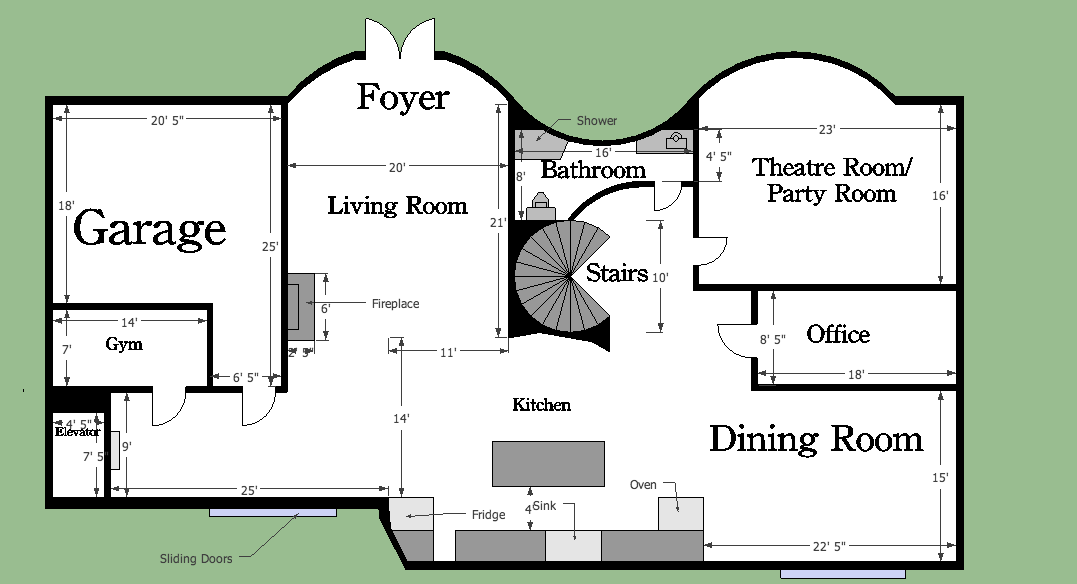 Foyer
Shower
20' 5"
23'
16'
4' 5"
Bathroom
20'
Theatre Room/
Party Room
8'
16'
18'
Living Room
21'
Garage
25'
Stairs
10'
Fireplace
6'
14'
Gym
7'
2' 5"
11'
8' 5"
Office
18'
6' 5"
Kitchen
14'
4' 5"
Elevator
9'
7' 5"
Dining Room
15'
25'
Oven
4'
Sink
Fridge
22' 5"
Sliding Doors